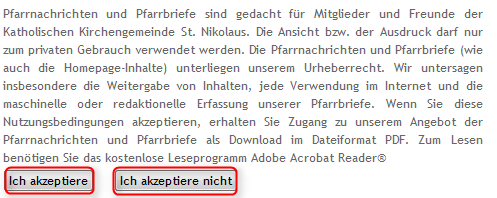 Pfarrnachrichten und Pfarrbriefe sind gedacht für Mitglieder und Freunde der
Katholischen Kirchengemeinde St. Nikolaus. Die Ansicht bzw. der Ausdruck darf nur
zum privaten Gebrauch verwendet werden. Die Pfarrnachrichten und Pfarrbriefe (wie
auch die Homepage-Inhalte) unterliegen unserem Urheberrecht. Wir untersagen
insbesondere die Weitergabe von Inhalten, jede Verwendung im Internet und die
maschinelle oder redaktionelle Erfassung unserer Pfarrbriefe. Wenn Sie diese
Nutzungsbedingungen akzeptieren, erhalten Sie Zugang zu unserem Angebot der
Pfarrnachrichten und Pfarrbriefe als Download im Dateiformat PDF. Zum Lesen
benötigen Sie das kostenlose Leseprogramm Adobe Acrobat Reader®
Ich akzeptiere Ich akzeptiere nicht